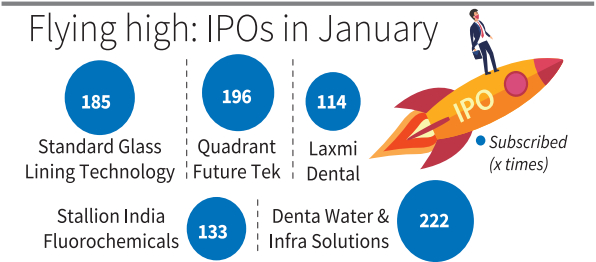 Flying high: IPOs in January
185
Standard Glass
Lining Technology
196
Quadrant
Future Tek
114
Laxmi
Dental
IPO
Subscribed
(x times)
Stallion India
Fluorochemicals
133
Denta Water &
Infra Solutions
222